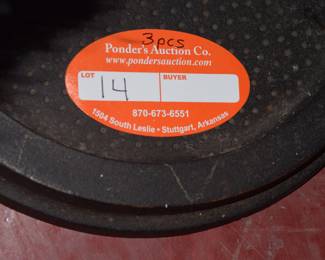 3pcs
Ponder's Auction Co.
www.pondersauction.com
LOT BUYER
14
870-673-6551
1504 South Leslie • Stuttgart, Arkansas